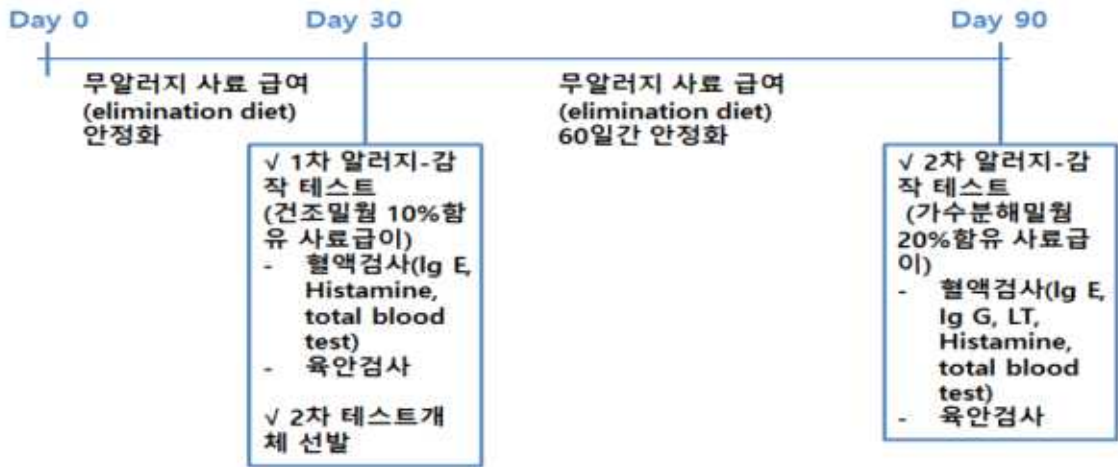 Day 0
Day 30
Day 90
무알러지 사료 급여
(elimination diet)
안정화
무알러지 사료 급여
(elimination diet)
60일간 안정화
√ 1차 알러지-감
작 테스트
(건조밀웜 10%함
유 사료급이)
- 혈액검사(Ig E,
Histamine,
total blood
test)
- 육안검사
√ 2차 테스트개
체 선발
√ 2차 알러지-감
작 테스트
(가수분해밀웜
20%함유 사료급
이)
- 혈액검사(Ig E,
Ig G, LT,
Histamine,
total blood
test)
- 육안검사